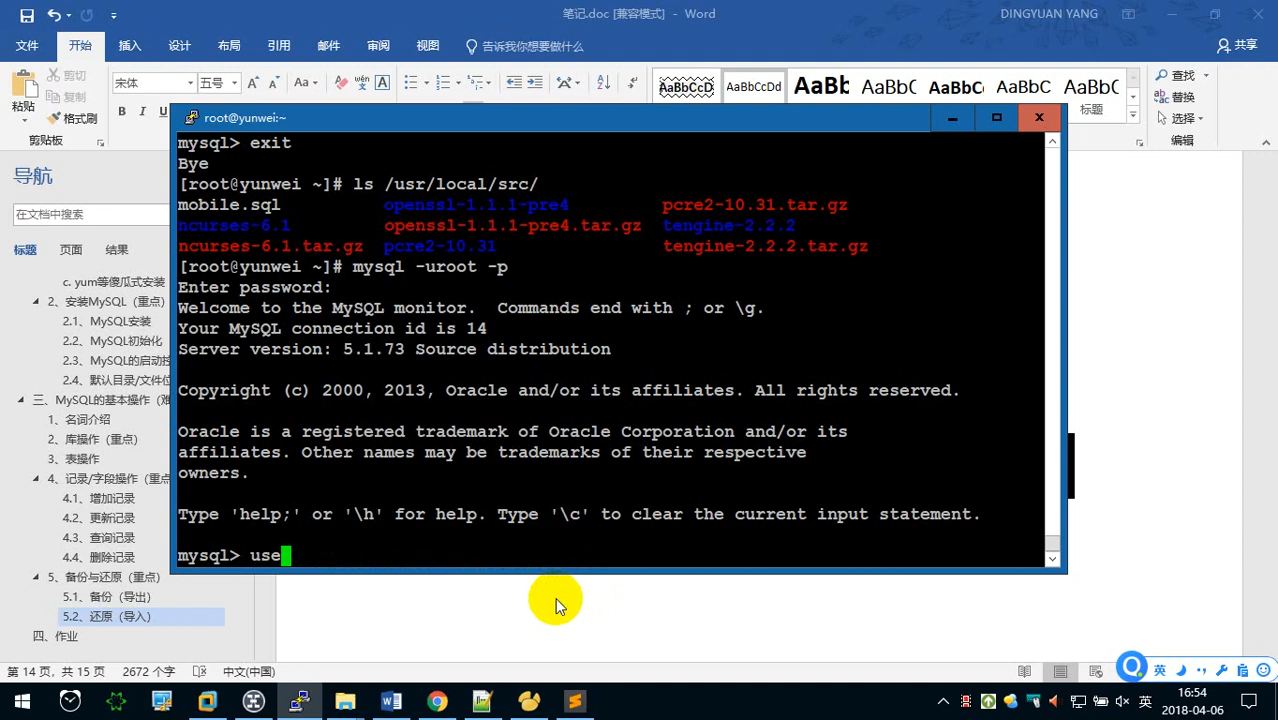 笔记.doc [兼容模式] - Word
DINGYUAN YANG
文件 开始 插入 设计 布局 引用 邮件 审阅 视图 告诉我你想要做什么 共享
剪切
复制
格式刷
粘贴
剪贴板
宋体 五号
AaBbCcD AaBbCcDd AaBb AaBbC AaBbC AaBbC AaBbC
标题
查找
替换
选择
编辑
导航
在文档中搜索
标题 页面 结果
c. yum等傻瓜式安装
2、安装MySQL（重点）
2.1、MySQL安装
2.2、MySQL初始化
2.3、MySQL的启动控
2.4、默认目录/文件位
三、MySQL的基本操作（难
1、名词介绍
2、库操作（重点）
3、表操作
4、记录/字段操作（重点
4.1、增加记录
4.2、更新记录
4.3、查询记录
4.4、删除记录
5、备份与还原（重点）
5.1、备份（导出）
5.2、还原（导入）
四、作业
root@yunwei:~
mysql> exit
Bye
[root@yunwei ~]# ls /usr/local/src/
mobile.sql openssl-1.1.1-pre4 pcre2-10.31.tar.gz
ncurses-6.1 openssl-1.1.1-pre4.tar.gz tengine-2.2.2
ncurses-6.1.tar.gz pcre2-10.31 tengine-2.2.2.tar.gz
[root@yunwei ~]# mysql -uroot -p
Enter password:
Welcome to the MySQL monitor.  Commands end with ; or \g.
Your MySQL connection id is 14
Server version: 5.1.73 Source distribution
Copyright (c) 2000, 2013, Oracle and/or its affiliates. All rights reserved.
Oracle is a registered trademark of Oracle Corporation and/or its
affiliates. Other names may be trademarks of their respective
owners.
Type 'help;' or '\h' for help. Type '\c' to clear the current input statement.
mysql> use
第 14 页，共 15 页 2672 个字 中文(中国)
英
英
16:54
2018-04-06